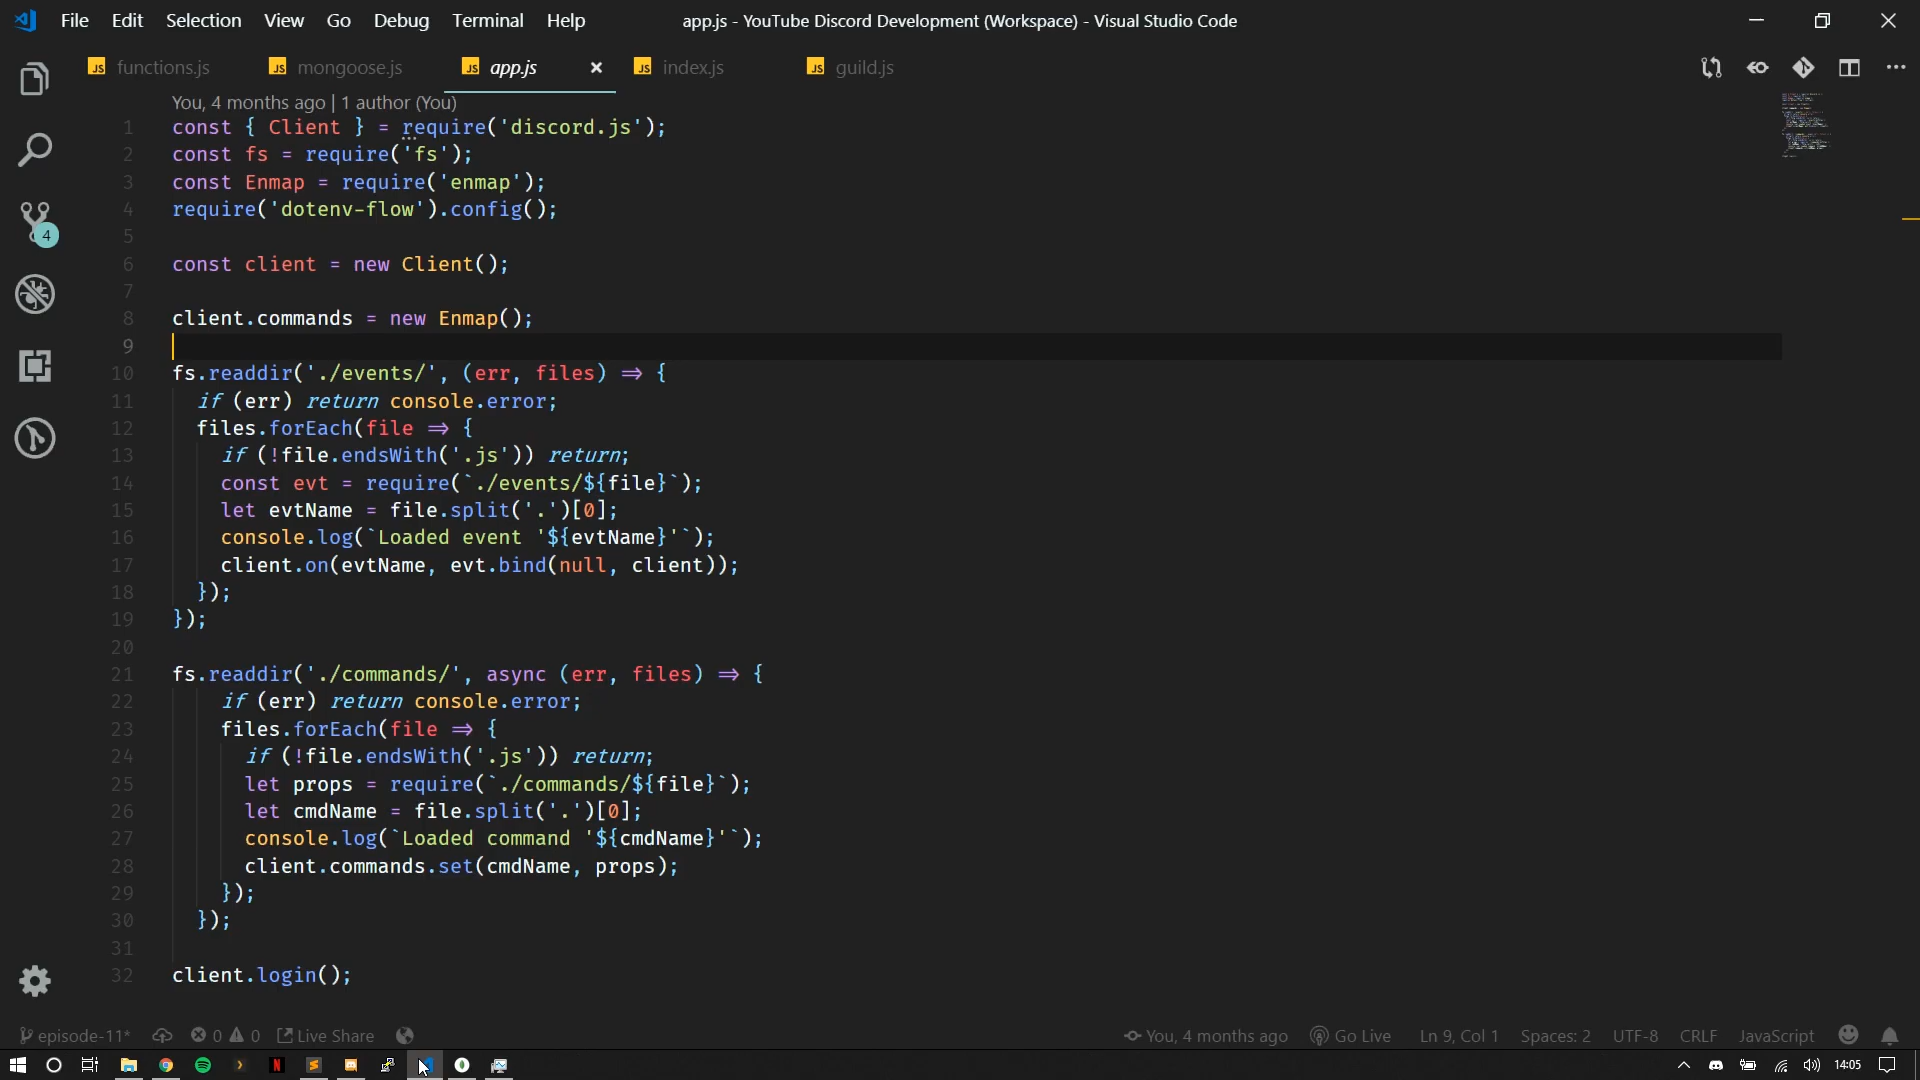 File Edit Selection View Go Debug Terminal Help app.js - YouTube Discord Development (Workspace) - Visual Studio Code
JS functions.js JS mongoose.js JS app.js JS index.js JS guild.js
You, 4 months ago | 1 author (You)
1 const { Client } = require('discord.js');
2 const fs = require('fs');
3 const Enmap = require('enmap');
4 require('dotenv-flow').config();
5
6 const client = new Client();
7
8 client.commands = new Enmap();
9
10 fs.readdir('./events/', (err, files) ⇒ {
11 if (err) return console.error;
12 files.forEach(file ⇒ {
13 if (!file.endsWith('.js')) return;
14 const evt = require(`./events/${file}`);
15 let evtName = file.split('.')[0];
16 console.log(`Loaded event '${evtName}'`);
17 client.on(evtName, evt.bind(null, client));
18 });
19 });
20
21 fs.readdir('./commands/', async (err, files) ⇒ {
22 if (err) return console.error;
23 files.forEach(file ⇒ {
24 if (!file.endsWith('.js')) return;
25 let props = require(`./commands/${file}`);
26 let cmdName = file.split('.')[0];
27 console.log(`Loaded command '${cmdName}'`);
28 client.commands.set(cmdName, props);
29 });
30 });
31
32 client.login();
4
episode-11* 0 0 Live Share You, 4 months ago Go Live Ln 9, Col 1 Spaces: 2 UTF-8 CRLF JavaScript
N 14:05